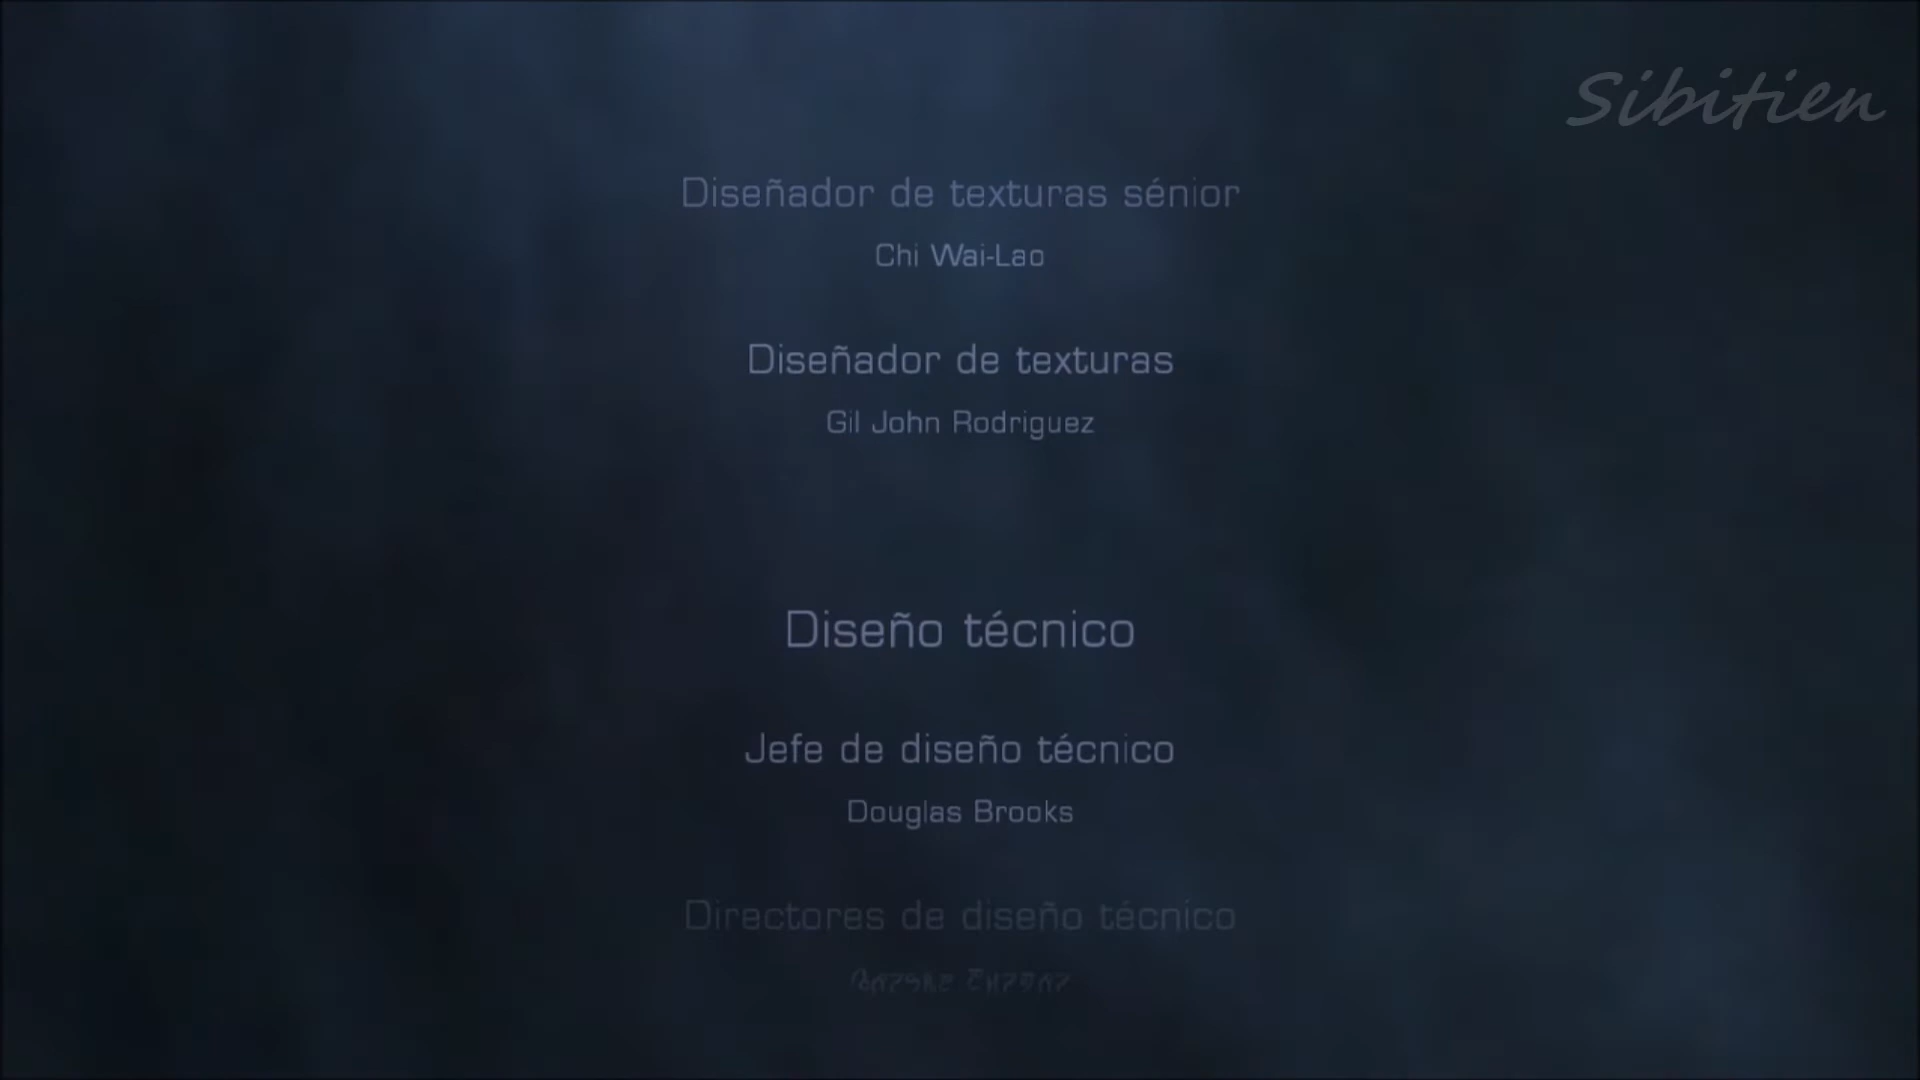 Sibitien
Diseñador de texturas sénior
Chi Wai-Lao
Diseñador de texturas
Gil John Rodriguez
Diseño técnico
Jefe de diseño técnico
Douglas Brooks
Directores de diseño técnico